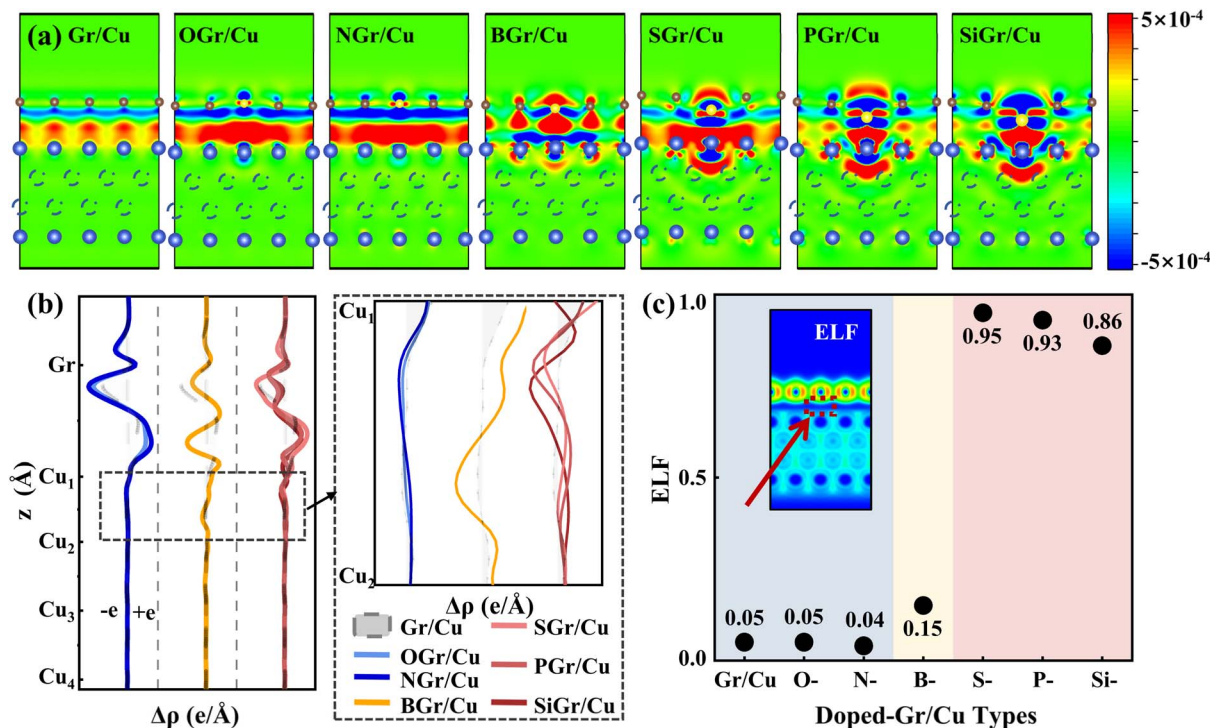 (a) Gr/Cu OGr/Cu NGr/Cu BGr/Cu SGr/Cu PGr/Cu SiGr/Cu
5×10⁻⁴
-5×10⁻⁴
(b)
Gr
Cu₁
Cu₂
Cu₃
Cu₄
z (Å)
-e +e
Δρ (e/Å)
Cu₁
Cu₂
Δρ (e/Å)
Gr/Cu
OGr/Cu
NGr/Cu
BGr/Cu
SGr/Cu
PGr/Cu
SiGr/Cu
(c)
ELF
1.0
0.5
0.0
ELF
0.05
0.05
0.04
0.15
0.95
0.93
0.86
Gr/Cu O- N- B- S- P- Si-
Doped-Gr/Cu Types